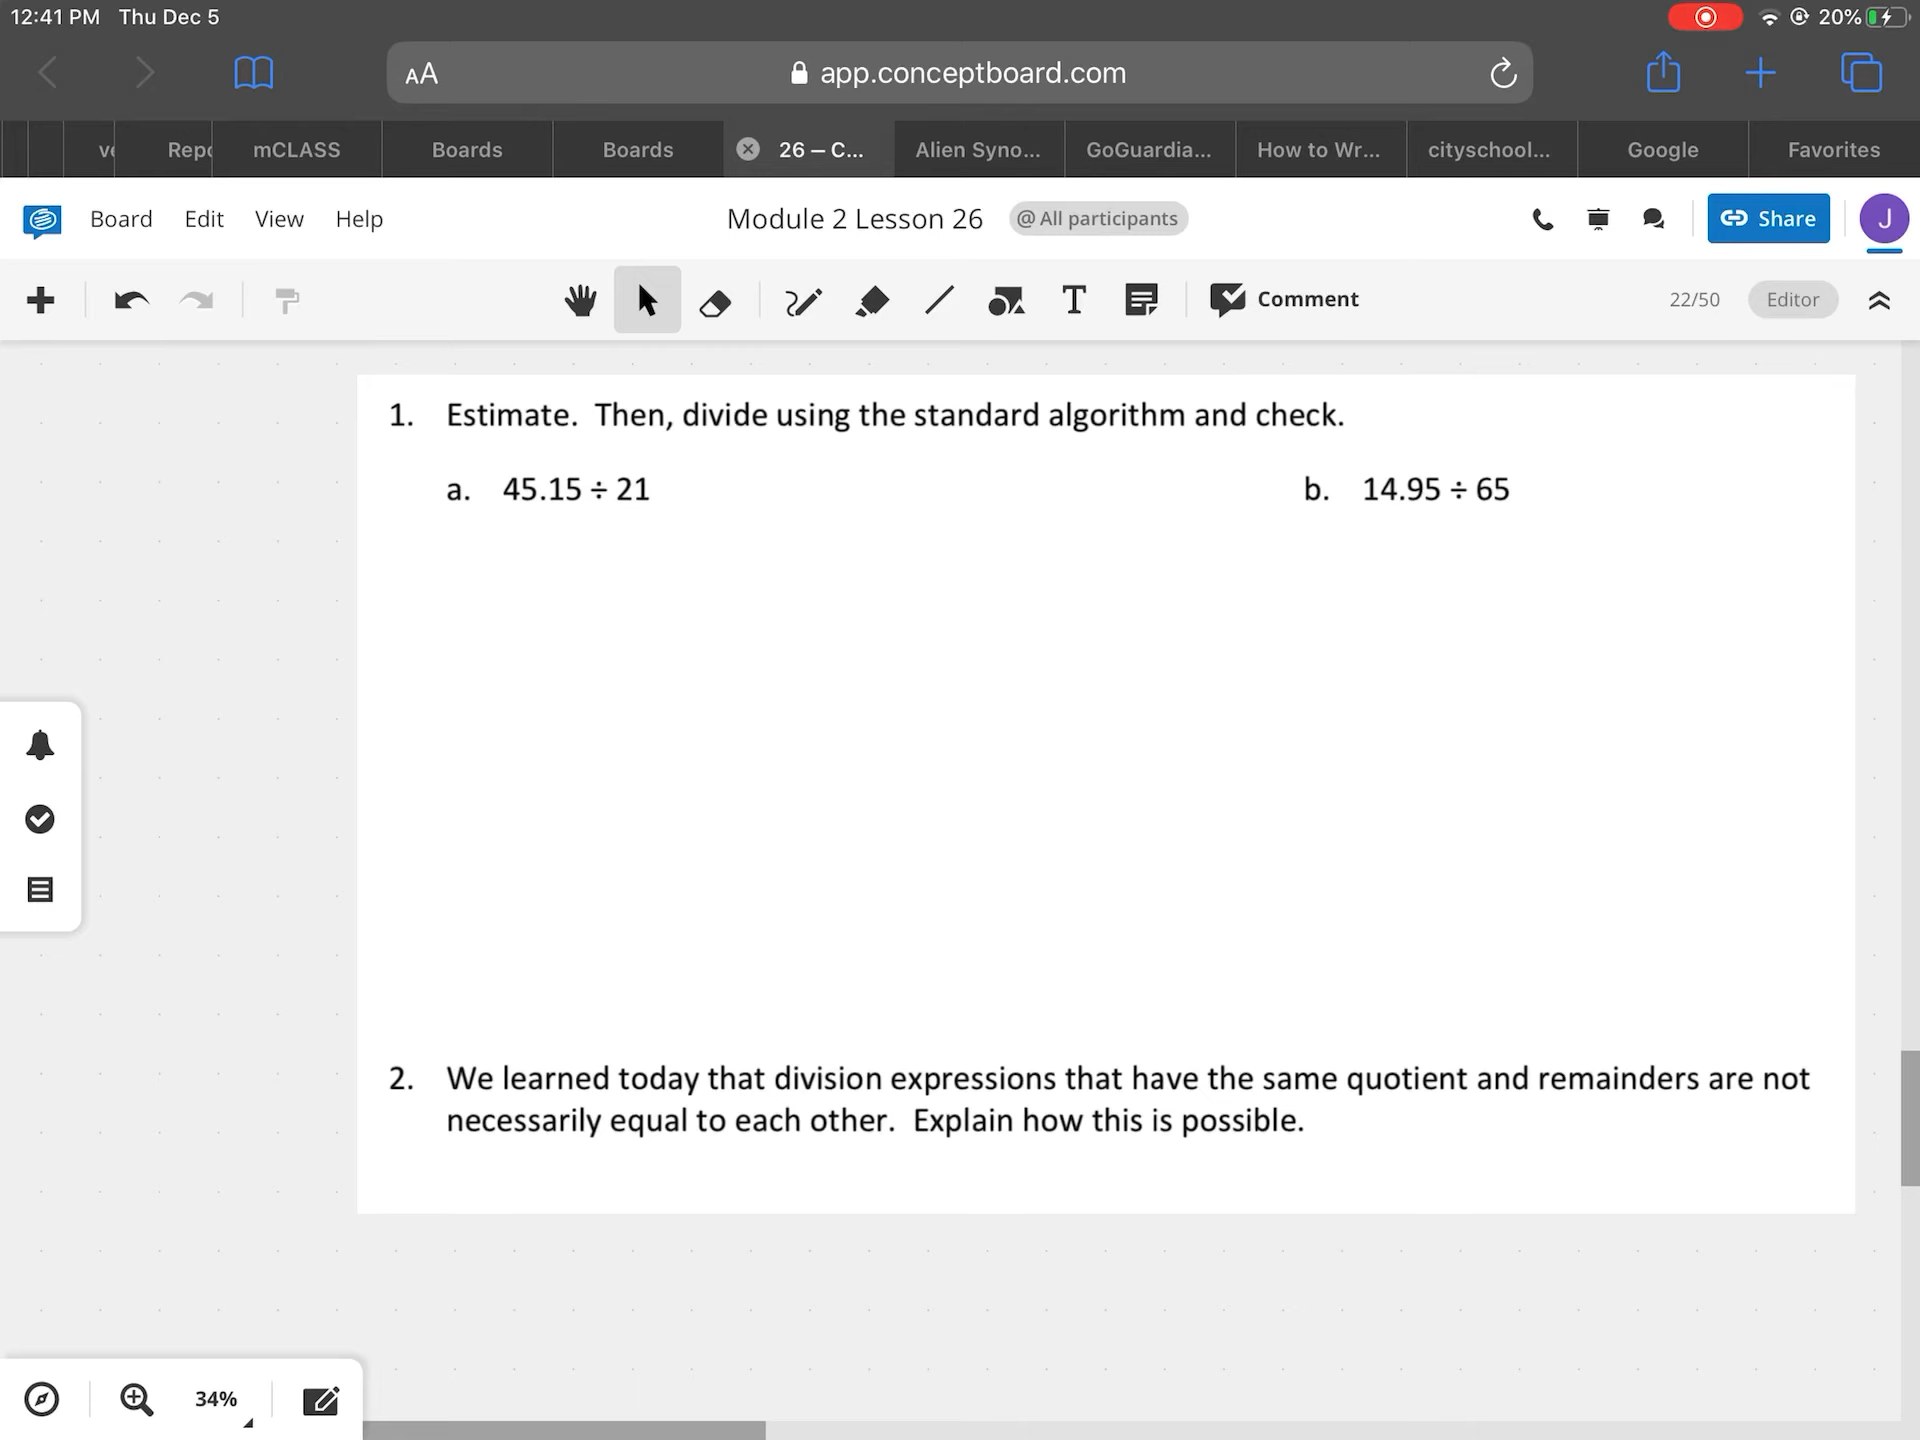 12:41 PM Thu Dec 5
20%
AA
app.conceptboard.com
mCLASS
Boards
Boards
26 – C...
Alien Syno...
GoGuardia...
How to Wr...
cityschool...
Google
Favorites
Board
Edit
View
Help
Module 2 Lesson 26
@ All participants
Share
J
T
Comment
22/50
Editor
1. Estimate. Then, divide using the standard algorithm and check.
a. 45.15 ÷ 21
b. 14.95 ÷ 65
2. We learned today that division expressions that have the same quotient and remainders are not
necessarily equal to each other. Explain how this is possible.
34%